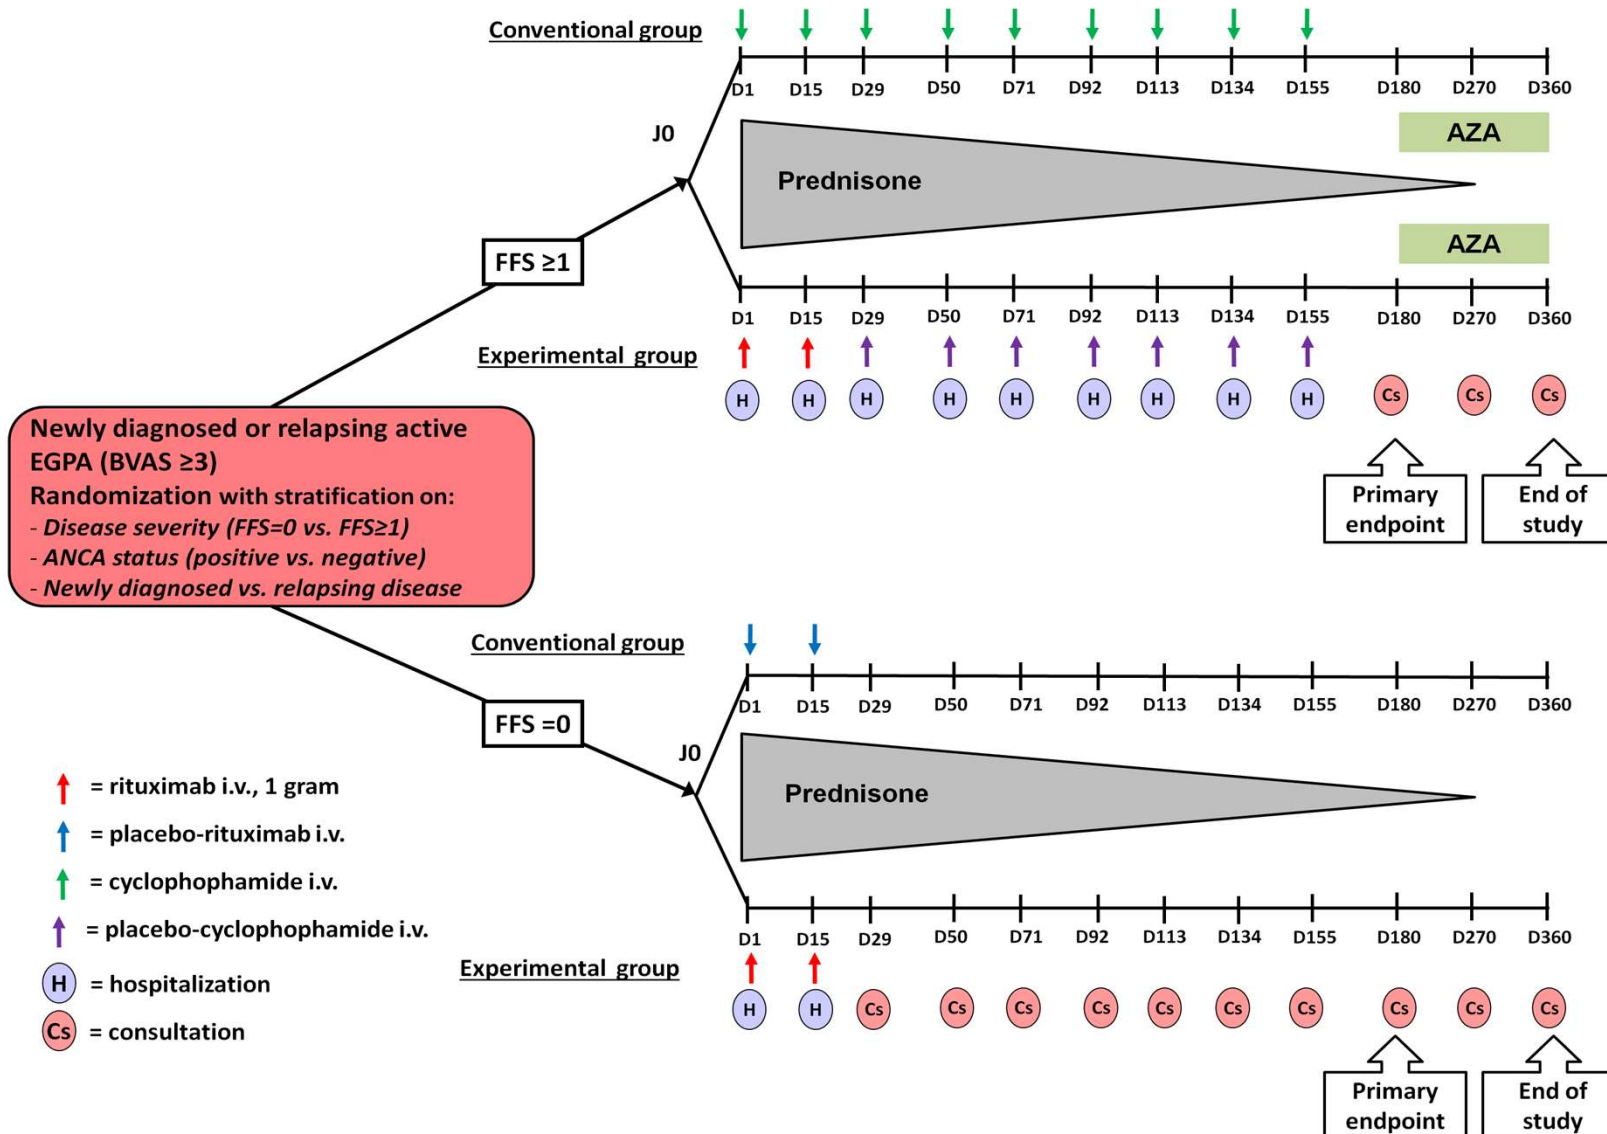 Conventional group
D1 D15 D29 D50 D71 D92 D113 D134 D155 D180 D270 D360
J0
AZA
Prednisone
AZA
FFS ≥1
D1 D15 D29 D50 D71 D92 D113 D134 D155 D180 D270 D360
Experimental group
H H H H H H H H H Cs Cs Cs
Primary
endpoint
End of
study
Newly diagnosed or relapsing active
EGPA (BVAS ≥3)
Randomization with stratification on:
- Disease severity (FFS=0 vs. FFS≥1)
- ANCA status (positive vs. negative)
- Newly diagnosed vs. relapsing disease
Conventional group
D1 D15 D29 D50 D71 D92 D113 D134 D155 D180 D270 D360
FFS =0
J0
Prednisone
D1 D15 D29 D50 D71 D92 D113 D134 D155 D180 D270 D360
Experimental group
H H Cs Cs Cs Cs Cs Cs Cs Cs Cs Cs
Primary
endpoint
End of
study
= rituximab i.v., 1 gram
= placebo-rituximab i.v.
= cyclophophamide i.v.
= placebo-cyclophophamide i.v.
H = hospitalization
Cs = consultation